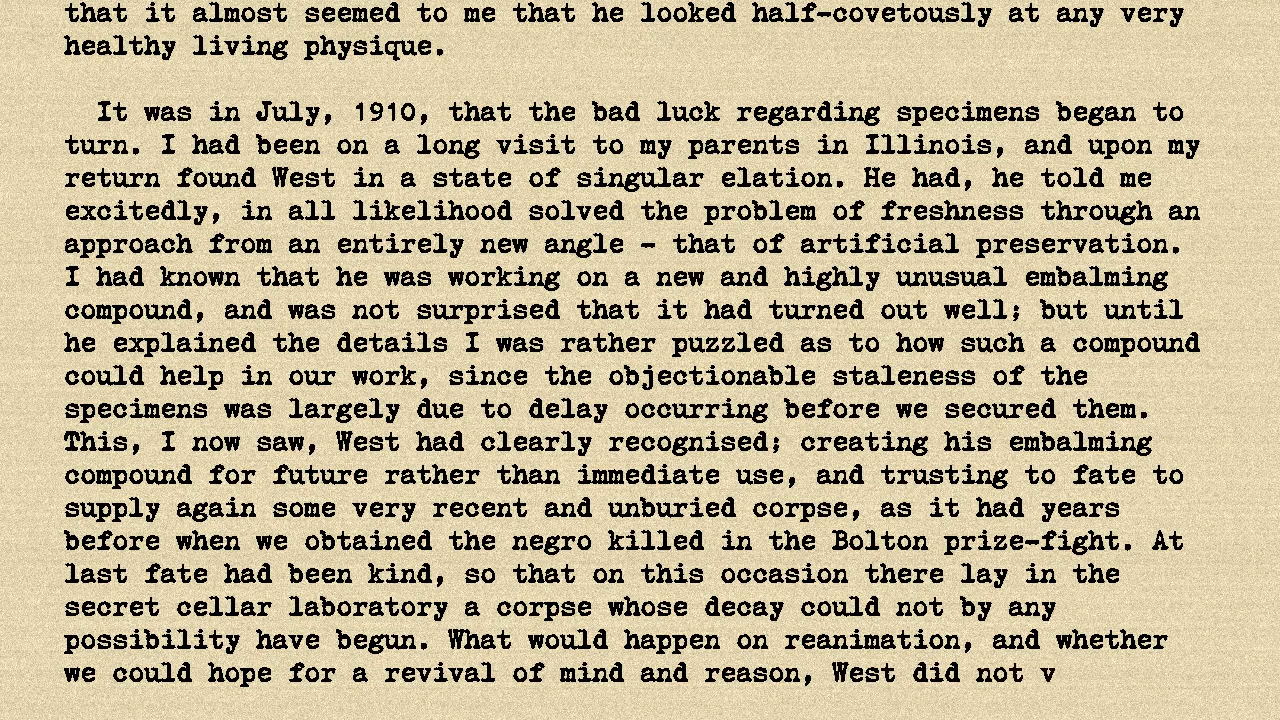 that it almost seemed to me that he looked half-covetously at any very
healthy living physique.
It was in July, 1910, that the bad luck regarding specimens began to
turn. I had been on a long visit to my parents in Illinois, and upon my
return found West in a state of singular elation. He had, he told me
excitedly, in all likelihood solved the problem of freshness through an
approach from an entirely new angle - that of artificial preservation.
I had known that he was working on a new and highly unusual embalming
compound, and was not surprised that it had turned out well; but until
he explained the details I was rather puzzled as to how such a compound
could help in our work, since the objectionable staleness of the
specimens was largely due to delay occurring before we secured them.
This, I now saw, West had clearly recognised; creating his embalming
compound for future rather than immediate use, and trusting to fate to
supply again some very recent and unburied corpse, as it had years
before when we obtained the negro killed in the Bolton prize-fight. At
last fate had been kind, so that on this occasion there lay in the
secret cellar laboratory a corpse whose decay could not by any
possibility have begun. What would happen on reanimation, and whether
we could hope for a revival of mind and reason, West did not v